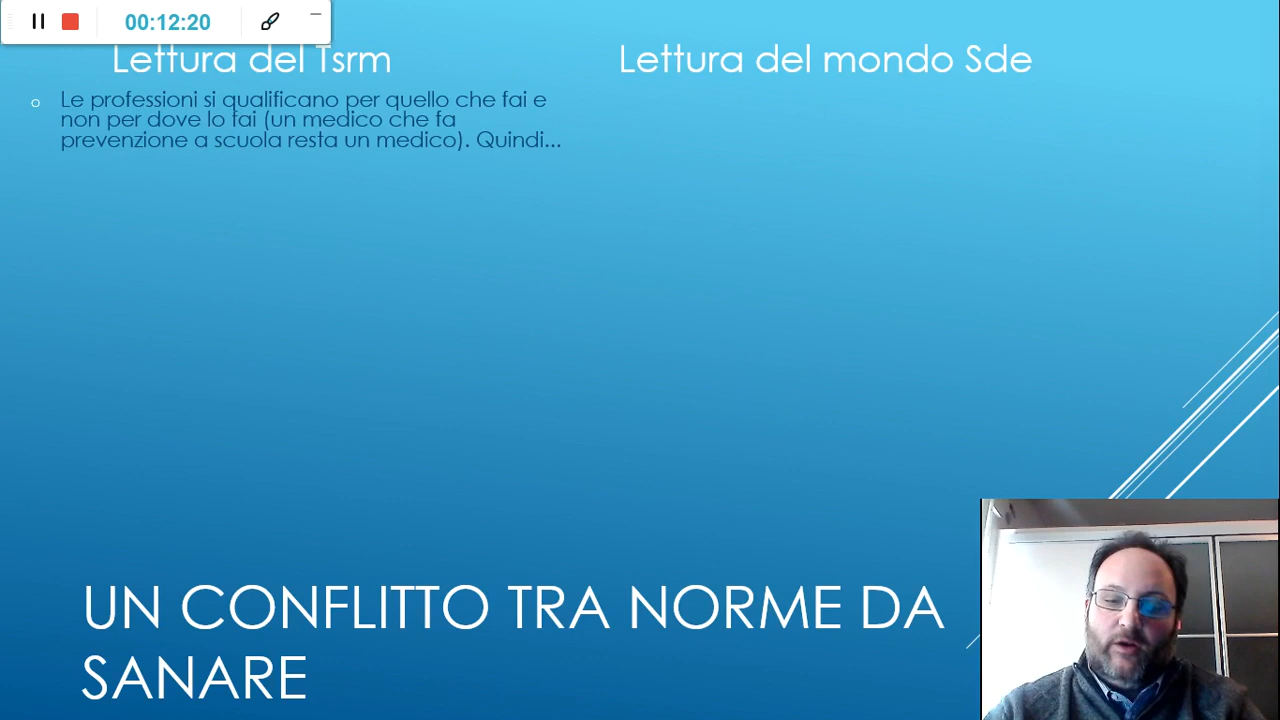 00:12:20
Lettura del Tsrm
Lettura del mondo Sde
Le professioni si qualificano per quello che fai e
non per dove lo fai (un medico che fa
prevenzione a scuola resta un medico). Quindi...
UN CONFLITTO TRA NORME DA
SANARE